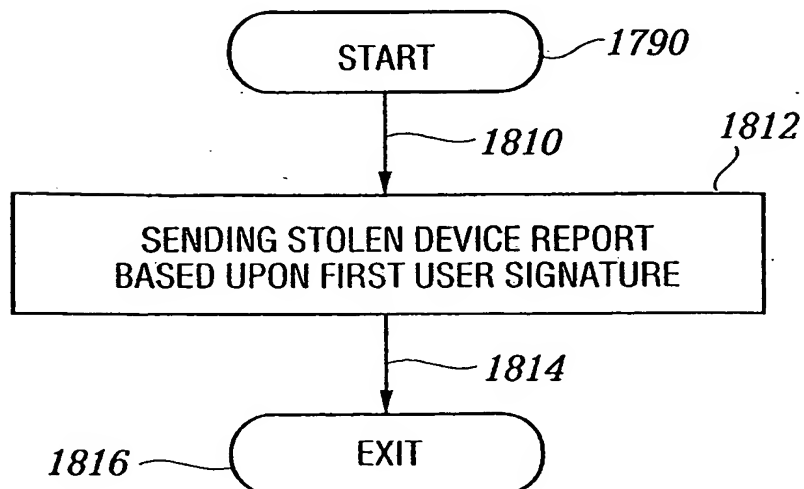 START
1790
1810
1812
SENDING STOLEN DEVICE REPORT
BASED UPON FIRST USER SIGNATURE
1814
EXIT
1816